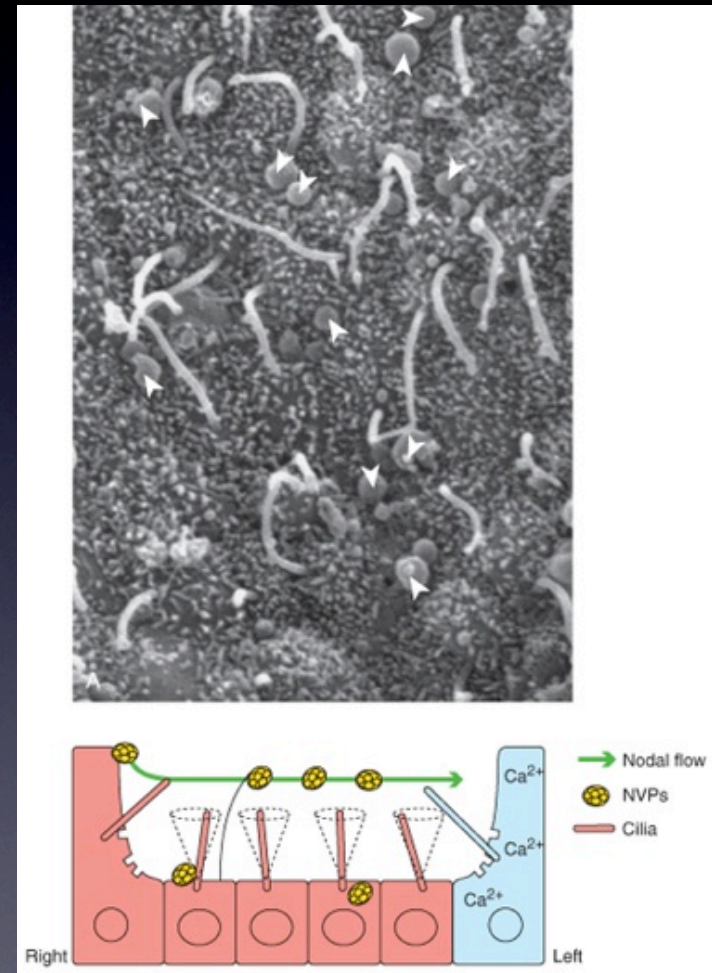 A
Ca2+
Nodal flow
NVPs
Ca2+
Cilia
Ca2+
Right
Left